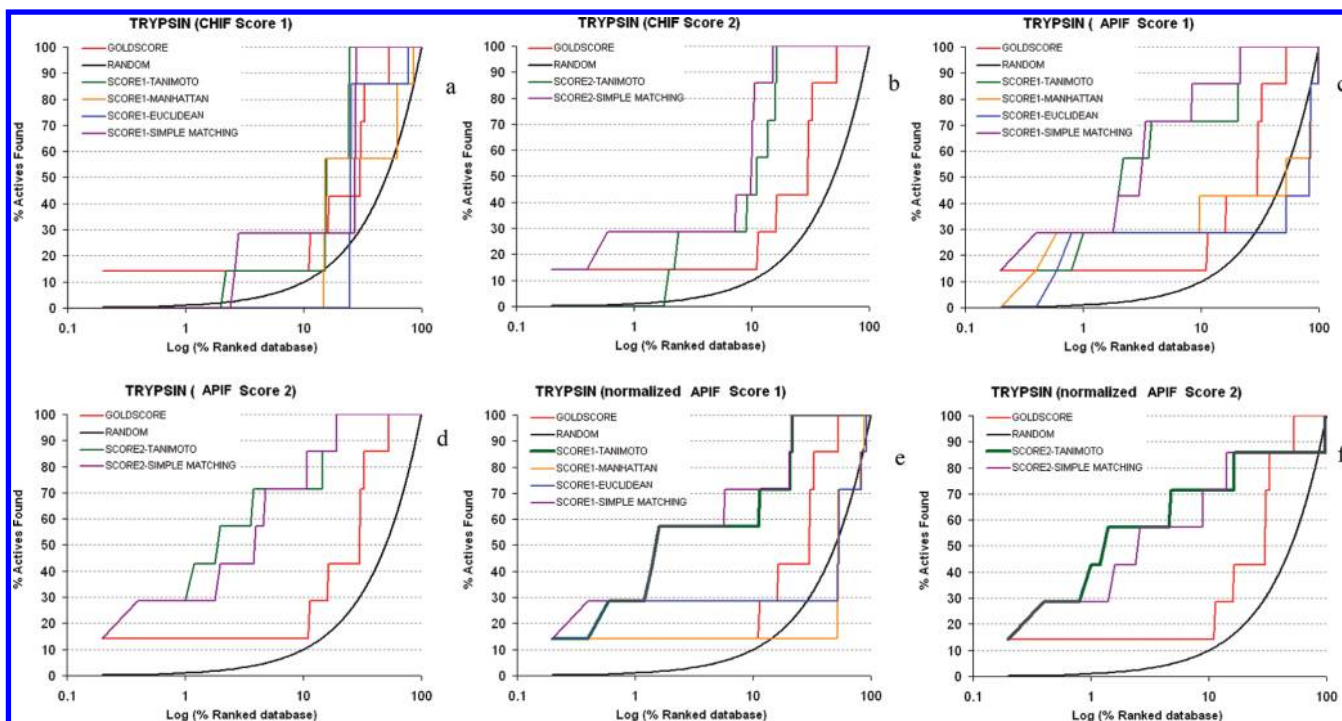 TRYPSIN (CHIF Score 1)
100
90
80
70
60
50
40
30
20
10
0
% Actives Found
GOLDSCORE
RANDOM
SCORE1-TANIMOTO
SCORE1-MANHATTAN
SCORE1-EUCLIDEAN
SCORE1-SIMPLE MATCHING
a
0.1 1 10 100
Log (% Ranked database)
TRYPSIN (CHIF Score 2)
100
90
80
70
60
50
40
30
20
10
0
% Actives Found
GOLDSCORE
RANDOM
SCORE2-TANIMOTO
SCORE2-SIMPLE MATCHING
b
0.1 1 10 100
Log (% Ranked database)
TRYPSIN ( APIF Score 1)
100
90
80
70
60
50
40
30
20
10
0
% Actives Found
GOLDSCORE
RANDOM
SCORE1-TANIMOTO
SCORE1-MANHATTAN
SCORE1-EUCLIDEAN
SCORE1-SIMPLE MATCHING
c
0.1 1 10 100
Log (% Ranked database)
TRYPSIN ( APIF Score 2)
100
90
80
70
60
50
40
30
20
10
0
% Actives Found
GOLDSCORE
RANDOM
SCORE2-TANIMOTO
SCORE2-SIMPLE MATCHING
d
0.1 1 10 100
Log (% Ranked database)
TRYPSIN (normalized APIF Score 1)
100
90
80
70
60
50
40
30
20
10
0
% Actives Found
GOLDSCORE
RANDOM
SCORE1-TANIMOTO
SCORE1-MANHATTAN
SCORE1-EUCLIDEAN
SCORE1-SIMPLE MATCHING
e
0.1 1 10 100
Log (% Ranked database)
TRYPSIN (normalized APIF Score 2)
100
90
80
70
60
50
40
30
20
10
0
% Actives Found
GOLDSCORE
RANDOM
SCORE2-TANIMOTO
SCORE2-SIMPLE MATCHING
f
0.1 1 10 100
Log (% Ranked database)